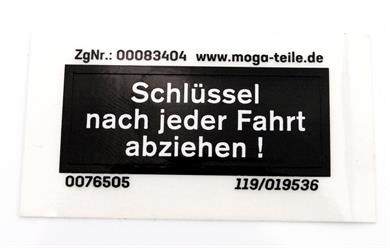 ZgNr.: 00083404 www.moga-teile.de
Schlüssel
nach jeder Fahrt
abziehen !
0076505 119/019536